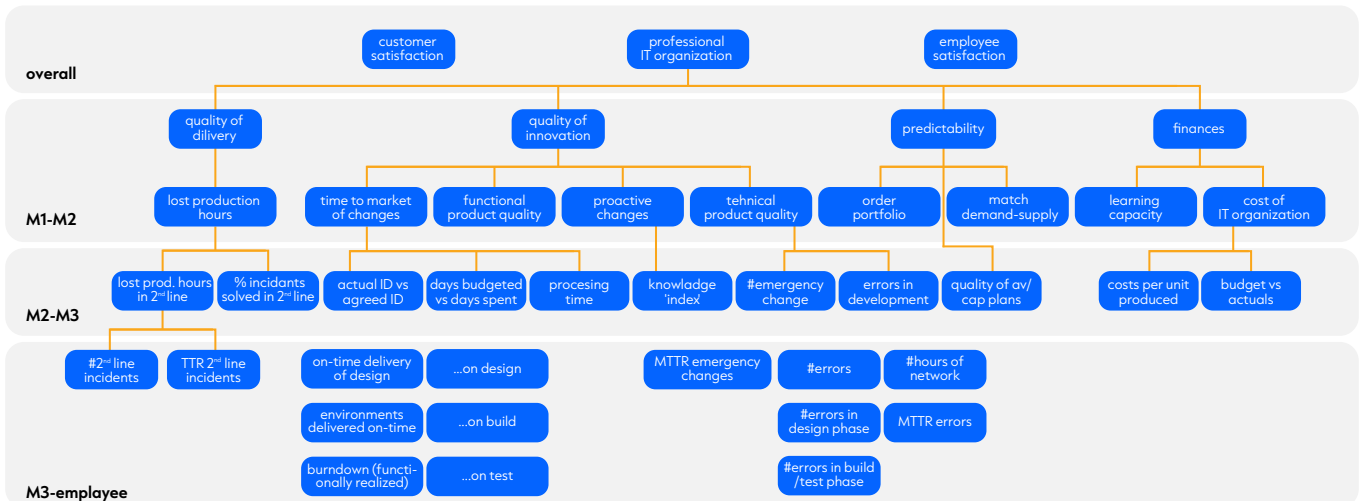 customer
satisfaction
professional
IT organization
employee
satisfaction
overall
quality of
dilivery
quality of
innovation
predictability
finances
lost production
hours
time to market
of changes
functional
product quality
proactive
changes
tehnical
product quality
order
portfolio
match
demand-supply
learning
capacity
cost of
IT organization
M1-M2
lost prod. hours
in 2nd line
% incidants
solved in 2nd line
actual ID vs
agreed ID
days budgeted
vs days spent
procesing
time
knowladge
'index'
#emergency
change
errors in
development
quality of av/
cap plans
costs per unit
produced
budget vs
actuals
M2-M3
#2nd line
incidents
TTR 2nd line
incidents
on-time delivery
of design
...on design
MTTR emergency
changes
#errors
#hours of
network
environments
delivered on-time
...on build
#errors in
design phase
MTTR errors
burndown (functi-
onally realized)
...on test
#errors in build
/test phase
M3-employee